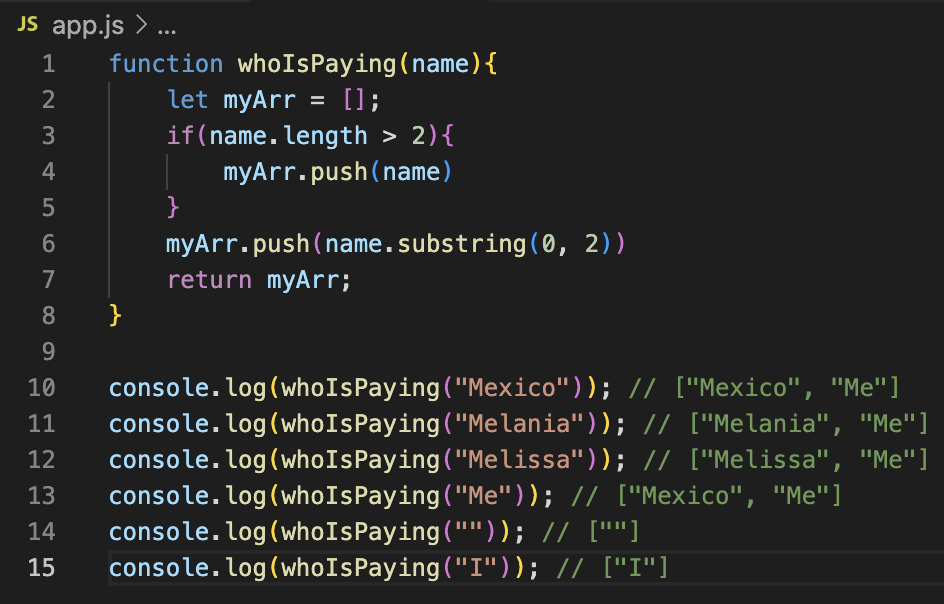 JS app.js > ...
1 function whoIsPaying(name){
2     let myArr = [];
3     if(name.length > 2){
4         myArr.push(name)
5     }
6     myArr.push(name.substring(0, 2))
7     return myArr;
8 }
9
10 console.log(whoIsPaying("Mexico")); // ["Mexico", "Me"]
11 console.log(whoIsPaying("Melania")); // ["Melania", "Me"]
12 console.log(whoIsPaying("Melissa")); // ["Melissa", "Me"]
13 console.log(whoIsPaying("Me")); // ["Mexico", "Me"]
14 console.log(whoIsPaying("")); // [""]
15 console.log(whoIsPaying("I")); // ["I"]